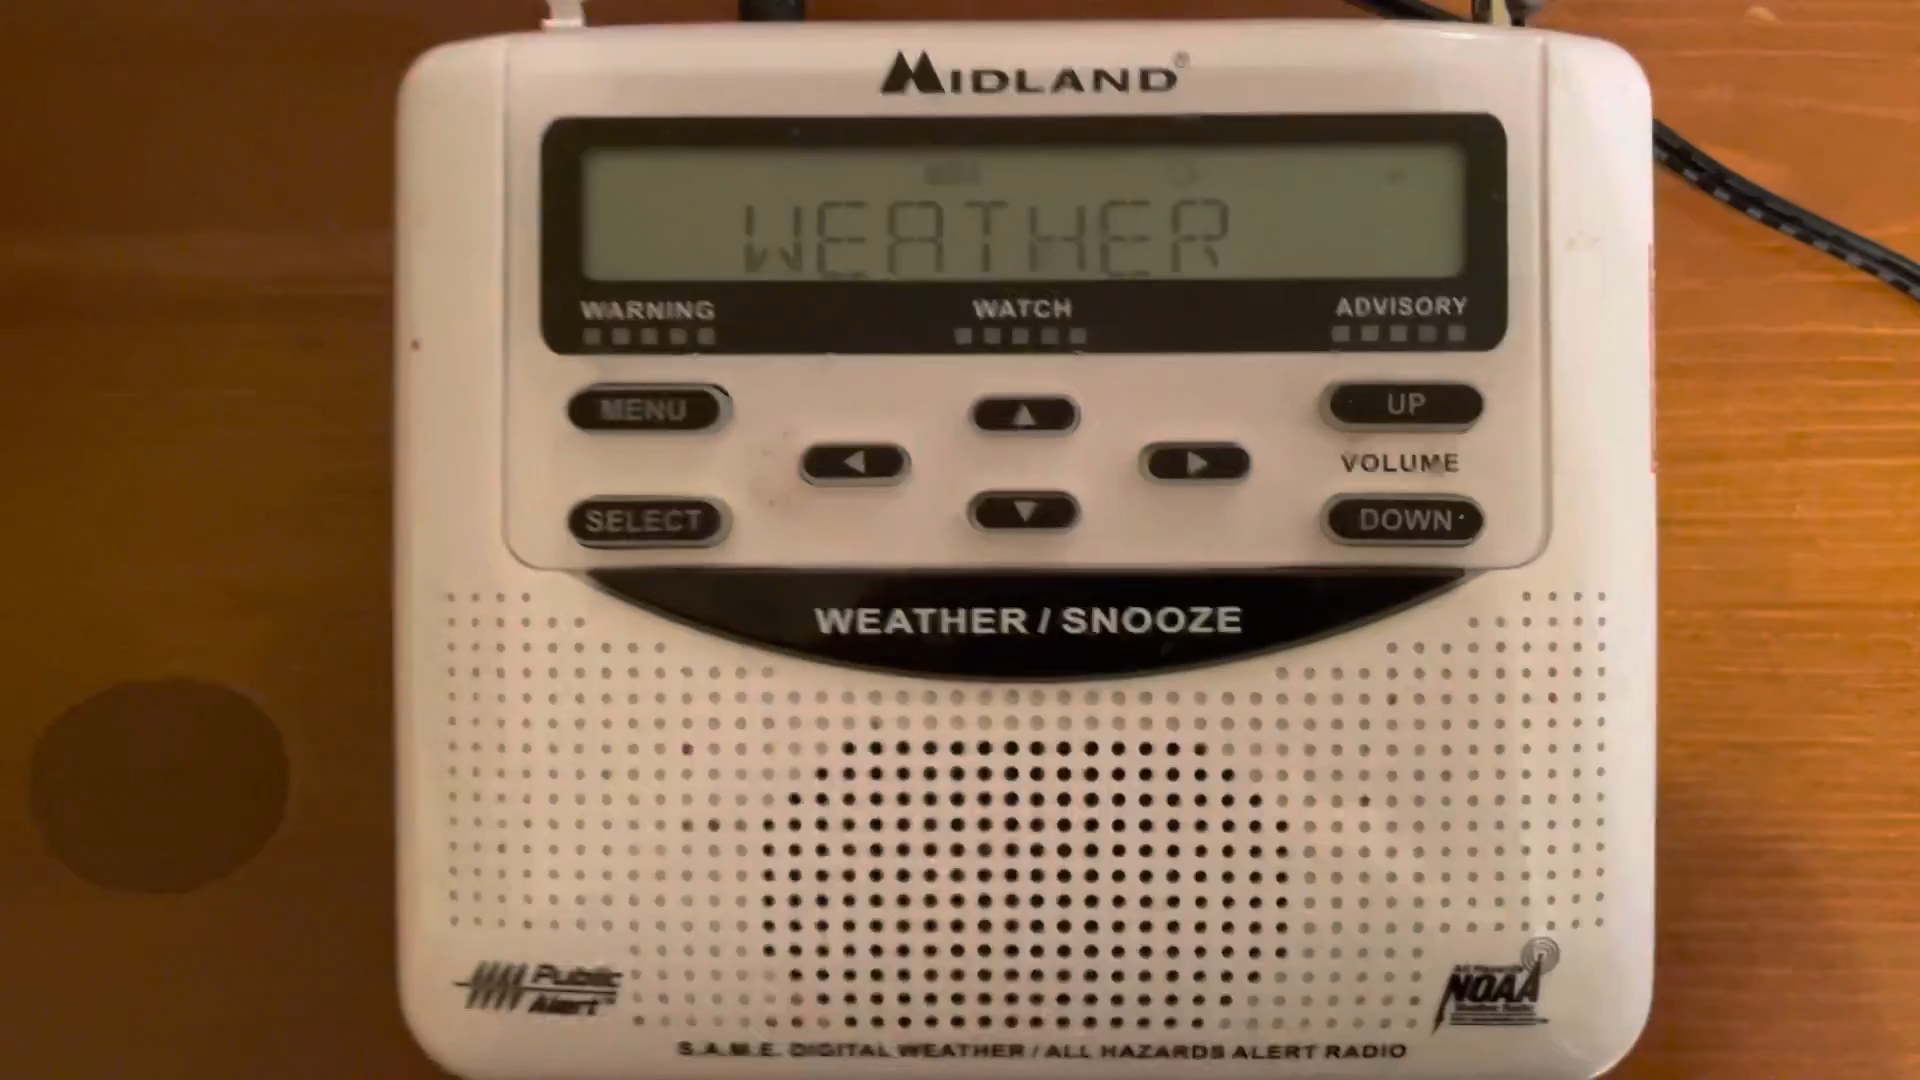 MIDLAND®
WEATHER
WARNING WATCH ADVISORY
MENU UP
VOLUME
SELECT DOWN
WEATHER / SNOOZE
Public
Alert
NOAA
S.A.M.E. DIGITAL WEATHER / ALL HAZARDS ALERT RADIO